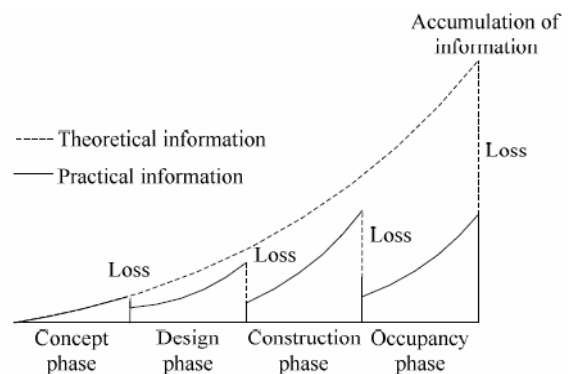 Accumulation of
information
Theoretical information
Loss
Practical information
Loss
Loss
Loss
Concept
phase
Design
phase
Construction
phase
Occupancy
phase